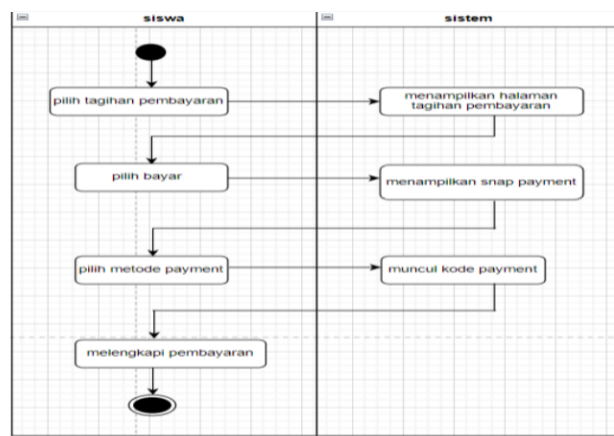 siswa
sistem
pilih tagihan pembayaran
menampilkan halaman
tagihan pembayaran
pilih bayar
menampilkan snap payment
pilih metode payment
muncul kode payment
melengkapi pembayaran